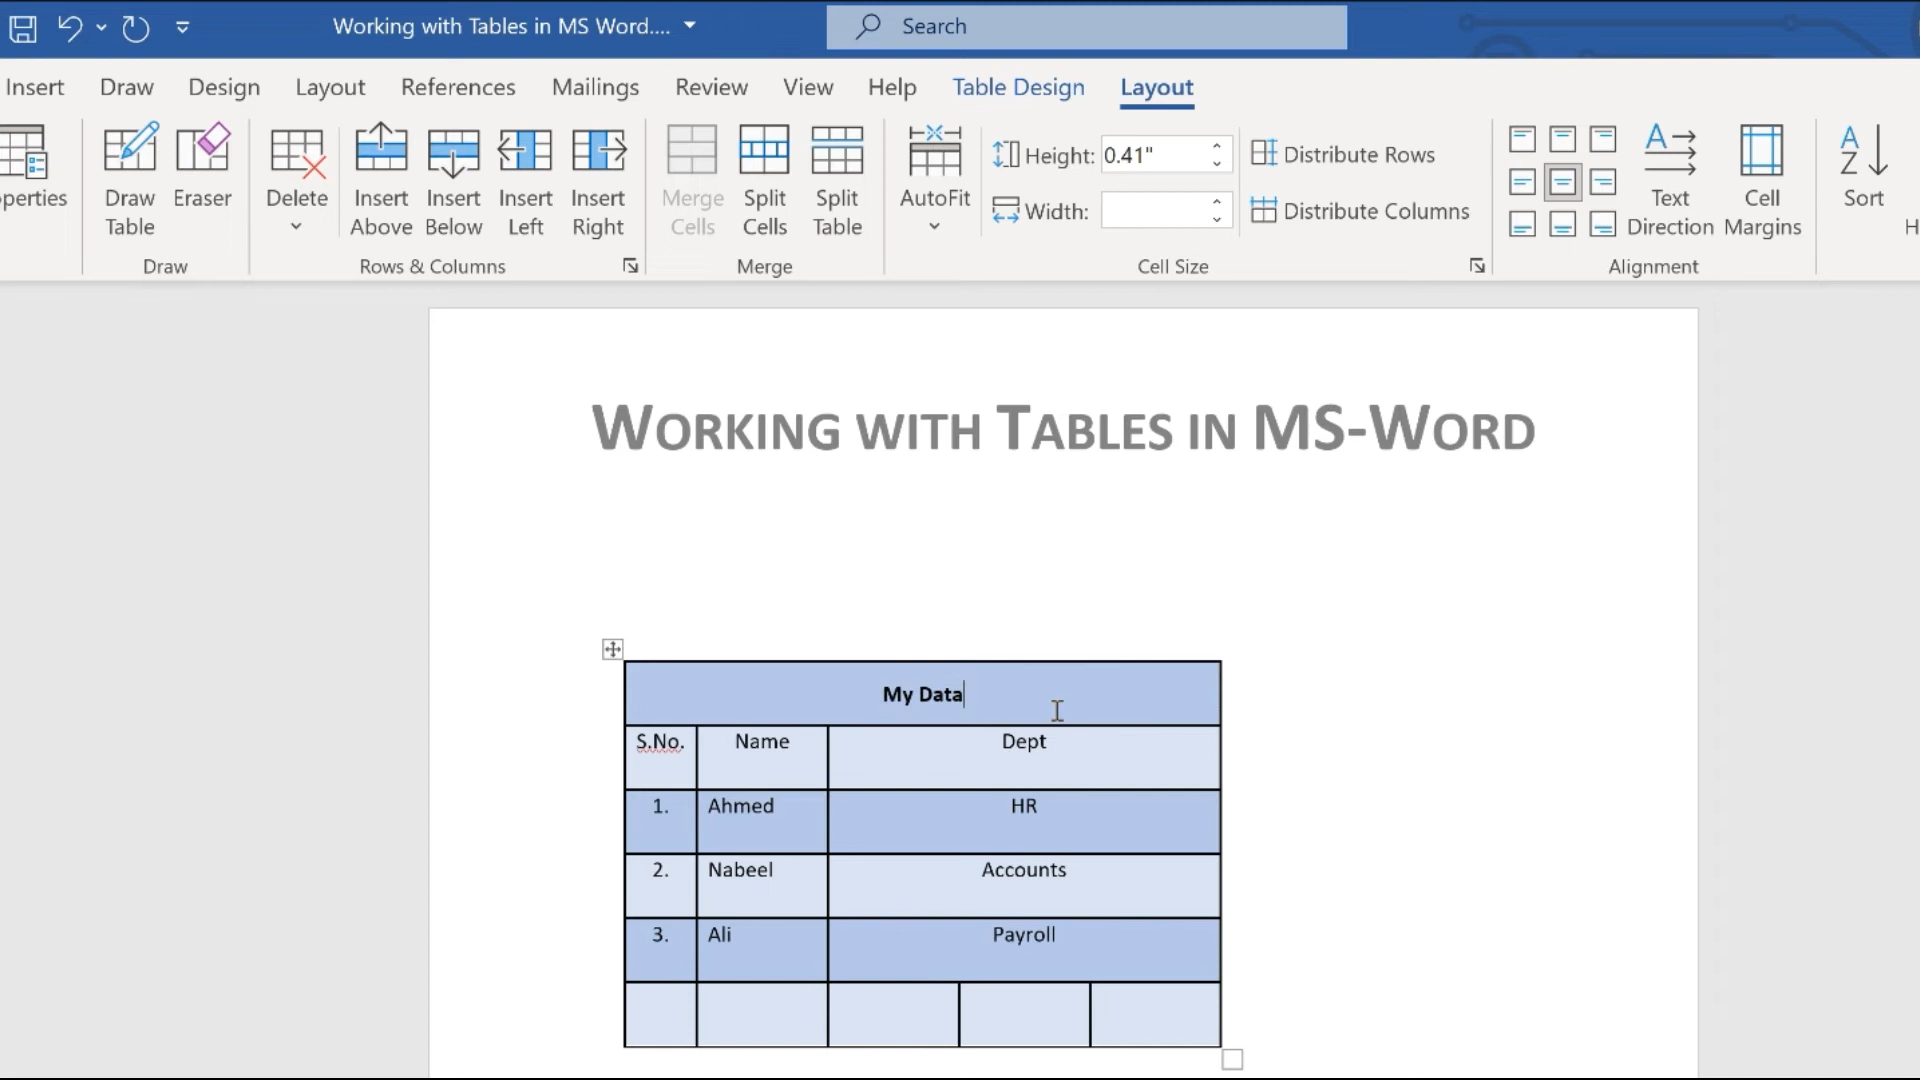 Working with Tables in MS Word....
Search
Insert Draw Design Layout References Mailings Review View Help Table Design Layout
perties
Draw Table
Eraser
Delete
Insert Above
Insert Below
Insert Left
Insert Right
Merge Cells
Split Cells
Split Table
AutoFit
Height: 0.41"
Width:
Distribute Rows
Distribute Columns
Text Direction
Cell Margins
A Z
Sort
H
Draw
Rows & Columns
Merge
Cell Size
Alignment
WORKING WITH TABLES IN MS-WORD
My Data
S.No. Name Dept
1. Ahmed HR
2. Nabeel Accounts
3. Ali Payroll